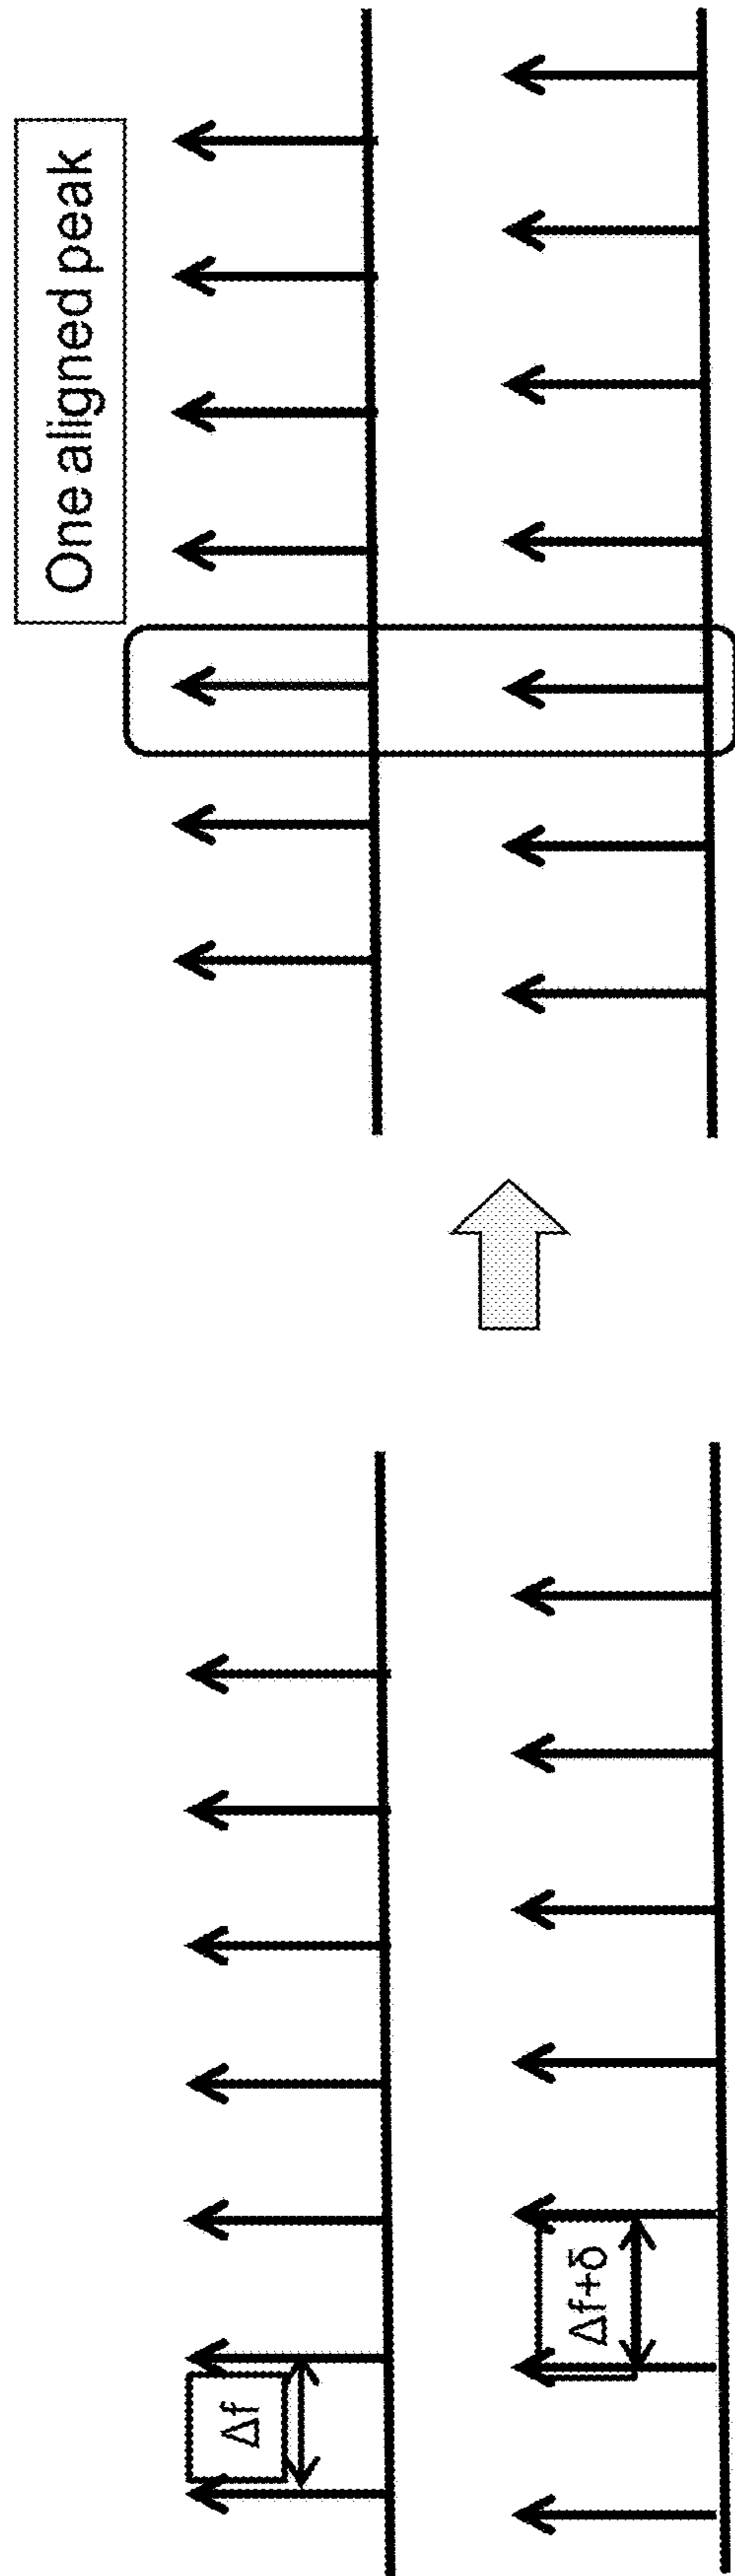 Δf
Δf+δ
One aligned peak